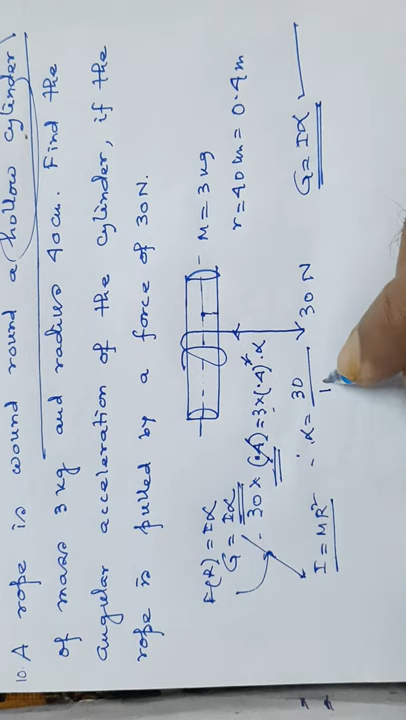 10. A rope is wound round a hollow cylinder
of mass 3 kg and radius 40 cm. Find the
angular acceleration of the cylinder, if the
rope is pulled by a force of 30 N.
M = 3 kg
r = 40 cm = 0.4 m
F(R) = Iα
G = Iα
30 × (.4) = 3 × (.4)² . α
30 N
G = Iα
I = MR²
∴ α = 30 / 1